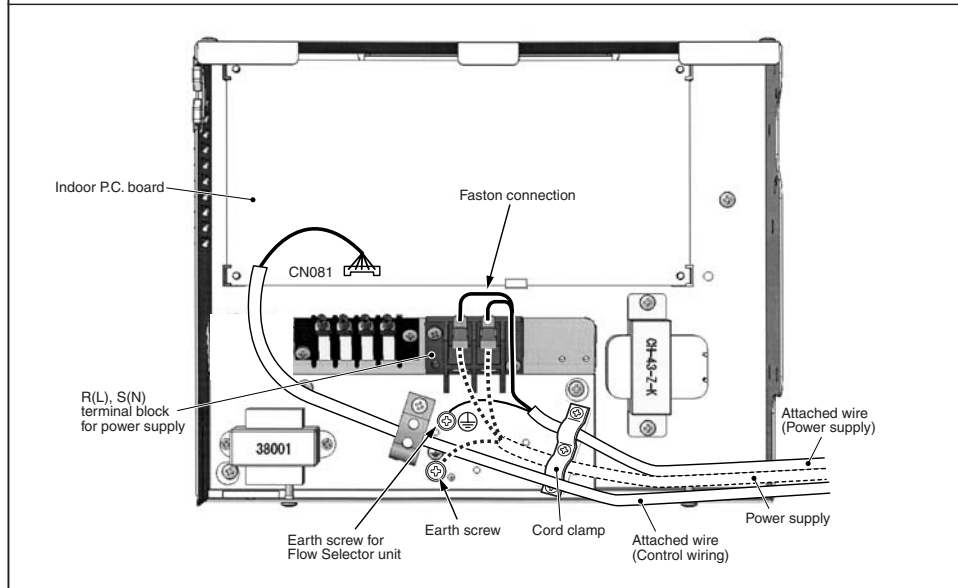 Indoor P.C. board
Faston connection
CN081
CH-43-Z-K
R(L), S(N)
terminal block
for power supply
38001
Attached wire
(Power supply)
Power supply
Earth screw for
Flow Selector unit
Earth screw
Cord clamp
Attached wire
(Control wiring)